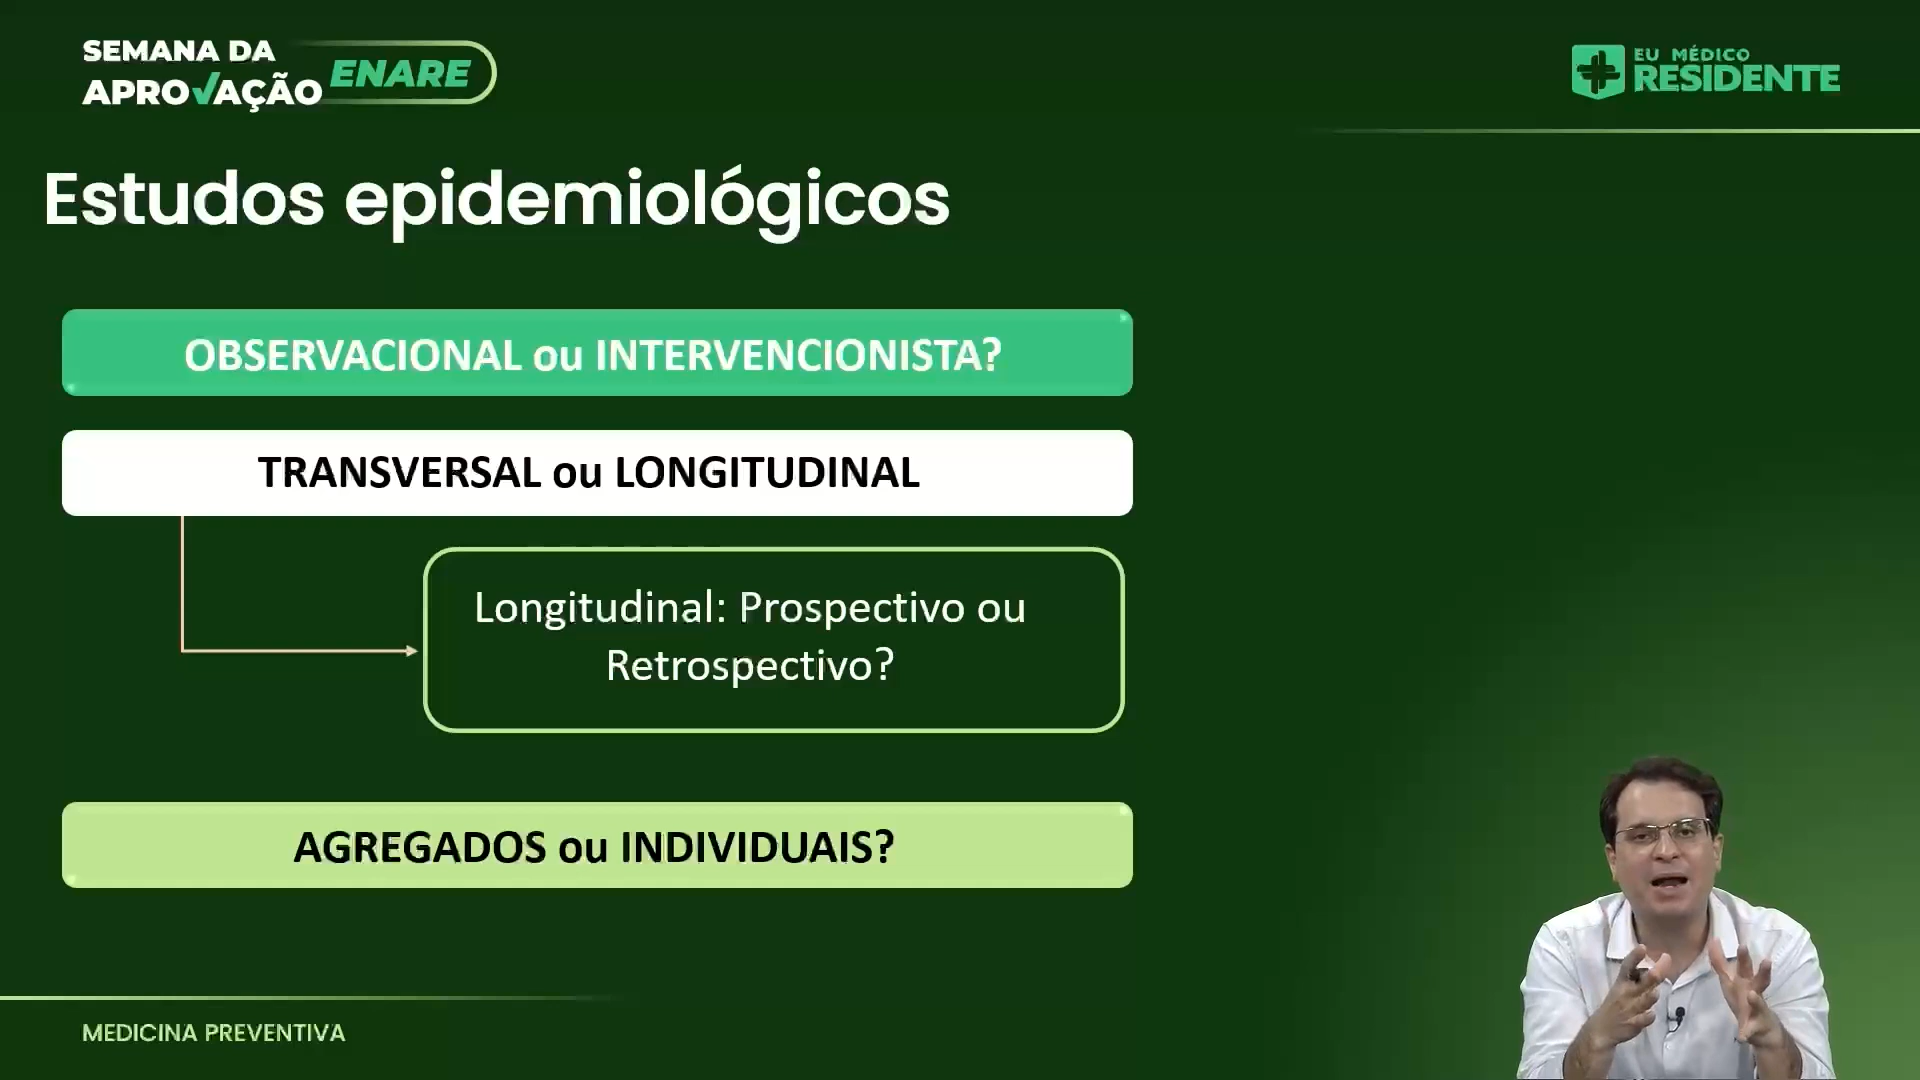 SEMANA DA
APROVAÇÃO
ENARE
EU MÉDICO
RESIDENTE
Estudos epidemiológicos
OBSERVACIONAL ou INTERVENCIONISTA?
TRANSVERSAL ou LONGITUDINAL
Longitudinal: Prospectivo ou
Retrospectivo?
AGREGADOS ou INDIVIDUAIS?
MEDICINA PREVENTIVA